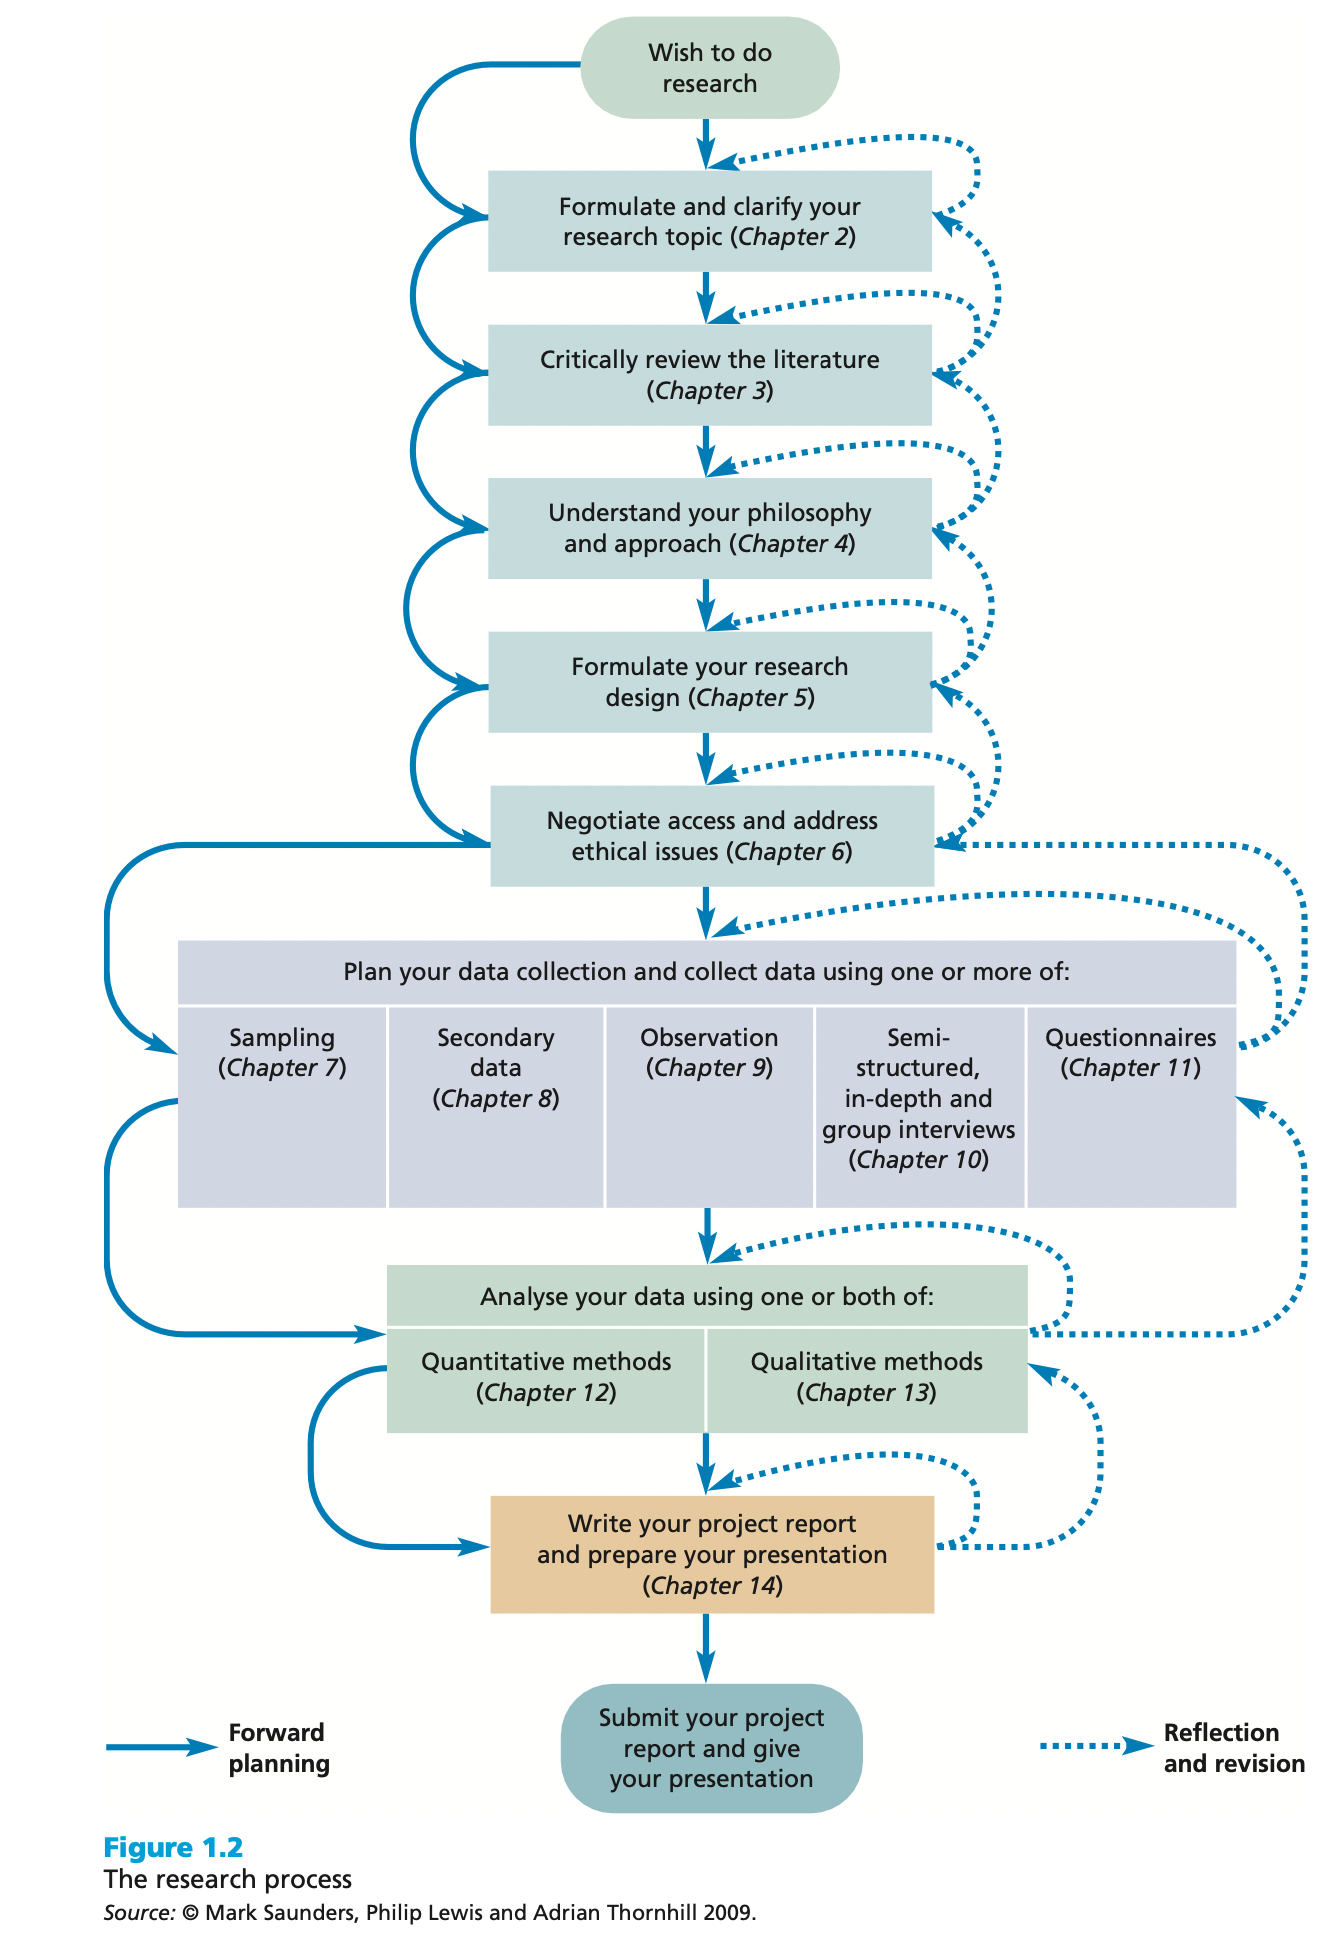 Wish to do
research
Formulate and clarify your
research topic (Chapter 2)
Critically review the literature
(Chapter 3)
Understand your philosophy
and approach (Chapter 4)
Formulate your research
design (Chapter 5)
Negotiate access and address
ethical issues (Chapter 6)
Plan your data collection and collect data using one or more of:
Sampling
(Chapter 7)
Secondary
data
(Chapter 8)
Observation
(Chapter 9)
Semi-
structured,
in-depth and
group interviews
(Chapter 10)
Questionnaires
(Chapter 11)
Analyse your data using one or both of:
Quantitative methods
(Chapter 12)
Qualitative methods
(Chapter 13)
Write your project report
and prepare your presentation
(Chapter 14)
Submit your project
report and give
your presentation
Forward
planning
Reflection
and revision
Figure 1.2
The research process
Source: © Mark Saunders, Philip Lewis and Adrian Thornhill 2009.